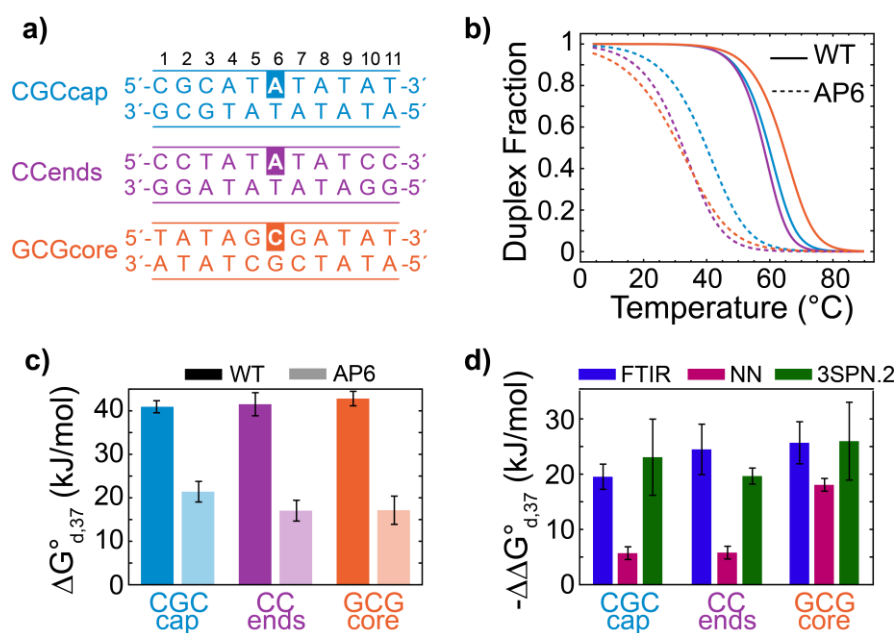 a)
1 2 3 4 5 6 7 8 9 10 11
CGCcap
5´-C G C A T A A T A T A T-3´
3´-G C G T A T A T A T A-5´
CCends
5´-C C T A T A T A T C C-3´
3´-G G A T A T A T A G G-5´
GCGcore
5´-T A T A G C G A T A T-3´
3´-A T A T C G C T A T A-5´
b)
Duplex Fraction
1
0.8
0.6
0.4
0.2
0
WT
AP6
0 20 40 60 80
Temperature (°C)
c)
WT AP6
ΔG°d,37 (kJ/mol)
40
30
20
10
0
CGC cap
CC ends
GCG core
d)
FTIR NN 3SPN.2
-ΔΔG°d,37 (kJ/mol)
30
20
10
0
CGC cap
CC ends
GCG core